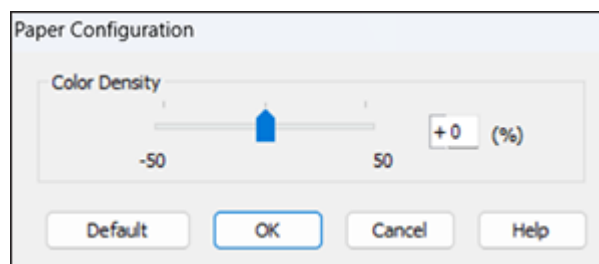 Paper Configuration
Color Density
+0 (%)
-50 50
Default OK Cancel Help